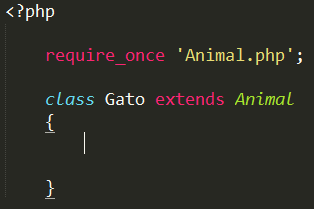 <?php
require_once 'Animal.php';
class Gato extends Animal
{
}